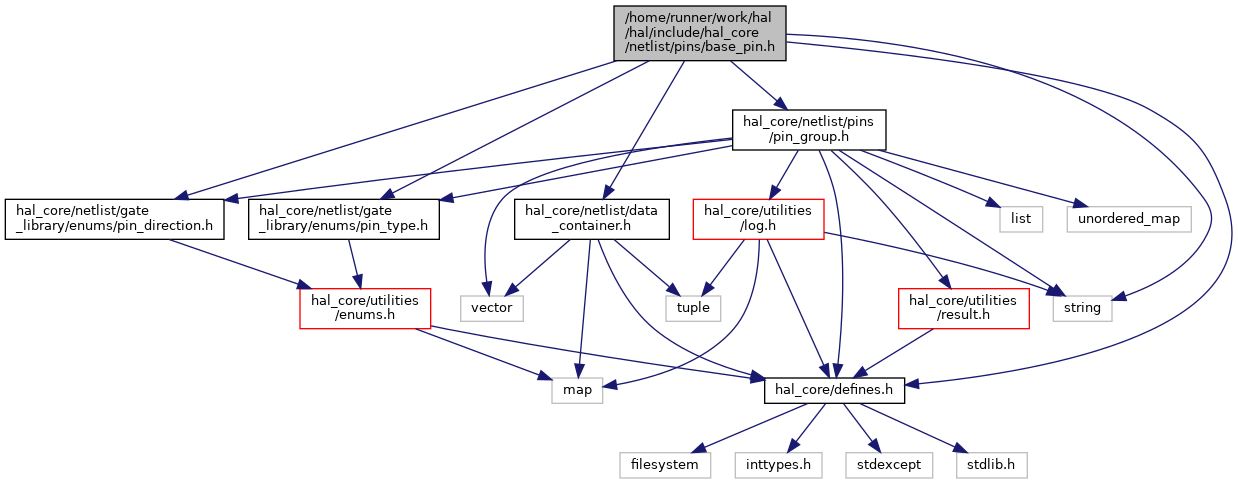 /home/runner/work/hal
/hal/include/hal_core
/netlist/pins/base_pin.h
hal_core/netlist/pins
/pin_group.h
hal_core/netlist/gate
_library/enums/pin_direction.h
hal_core/netlist/gate
_library/enums/pin_type.h
hal_core/netlist/data
_container.h
hal_core/utilities
/log.h
list
unordered_map
hal_core/utilities
/enums.h
vector
tuple
hal_core/utilities
/result.h
string
map
hal_core/defines.h
filesystem
inttypes.h
stdexcept
stdlib.h